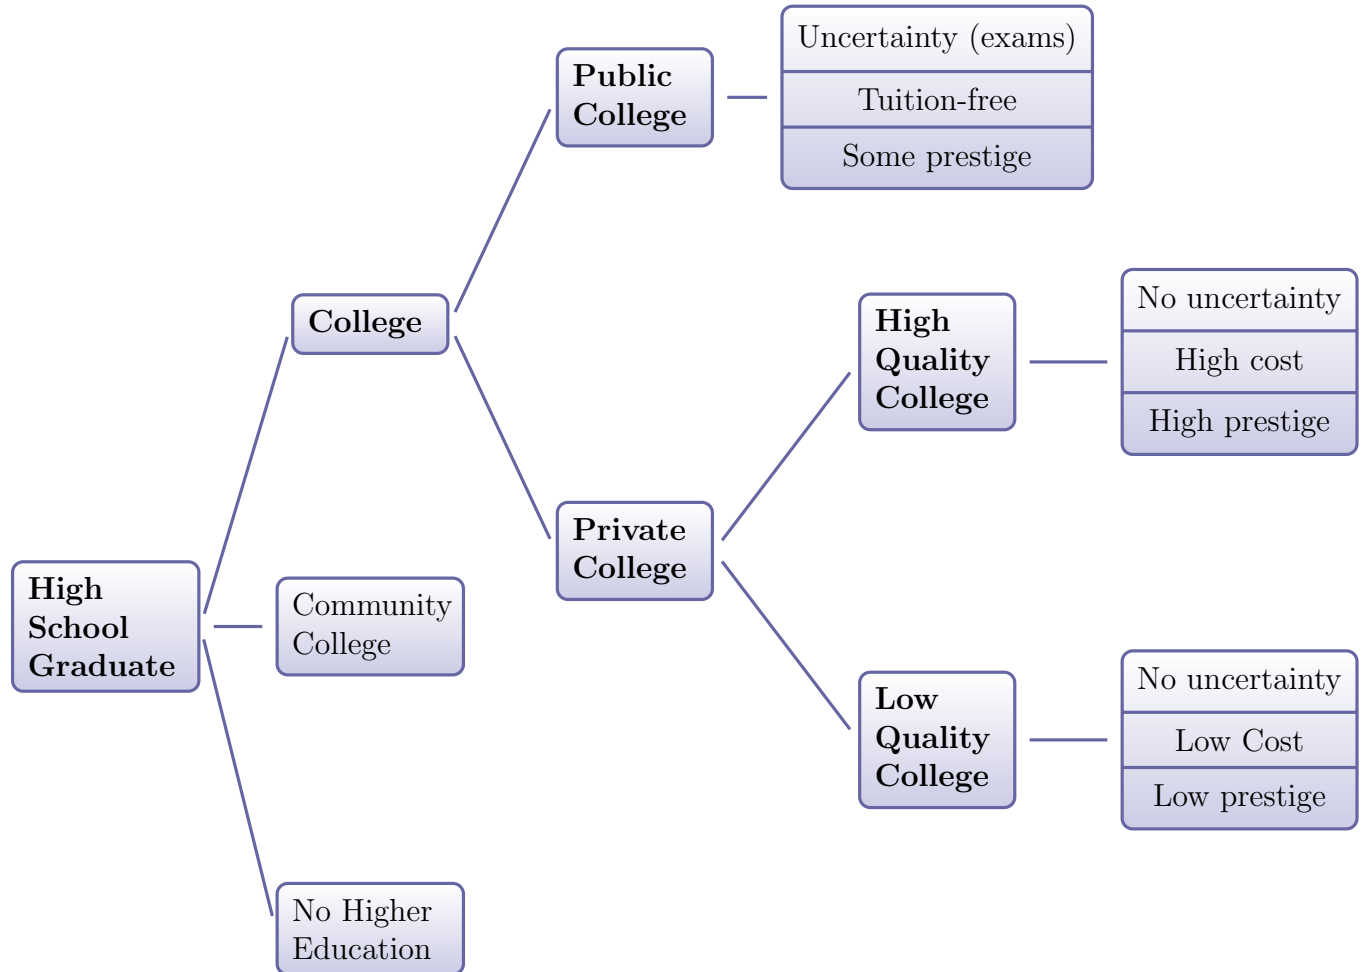 High
School
Graduate
College
Community
College
No Higher
Education
Public
College
Private
College
Uncertainty (exams)
Tuition-free
Some prestige
High
Quality
College
Low
Quality
College
No uncertainty
High cost
High prestige
No uncertainty
Low Cost
Low prestige